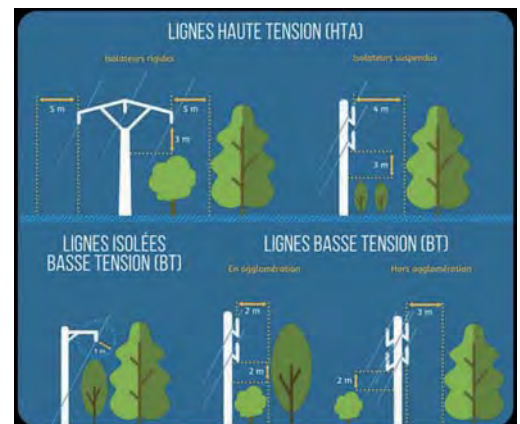 LIGNES HAUTE TENSION (HTA)
Isolateurs rigides
Isolateurs suspendus
5 m
5 m
3 m
4 m
3 m
LIGNES ISOLÉES
BASSE TENSION (BT)
LIGNES BASSE TENSION (BT)
En agglomération
Hors agglomération
1 m
2 m
2 m
3 m
2 m